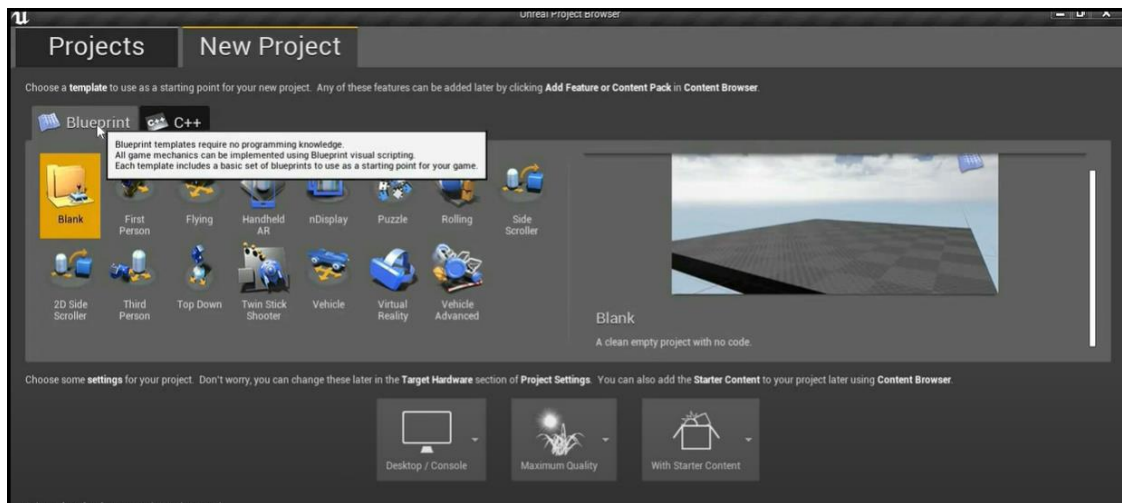 Unreal Project Browser
Projects
New Project
Choose a template to use as a starting point for your new project. Any of these features can be added later by clicking Add Feature or Content Pack in Content Browser.
Blueprint
C++
Blueprint templates require no programming knowledge.
All game mechanics can be implemented using Blueprint visual scripting.
Each template includes a basic set of blueprints to use as a starting point for your game.
Blank
First
Person
Flying
Handheld
AR
nDisplay
Puzzle
Rolling
Side
Scroller
2D Side
Scroller
Third
Person
Top Down
Twin Stick
Shooter
Vehicle
Virtual
Reality
Vehicle
Advanced
Blank
A clean empty project with no code.
Choose some settings for your project. Don't worry, you can change these later in the Target Hardware section of Project Settings. You can also add the Starter Content to your project later using Content Browser.
Desktop / Console
Maximum Quality
With Starter Content